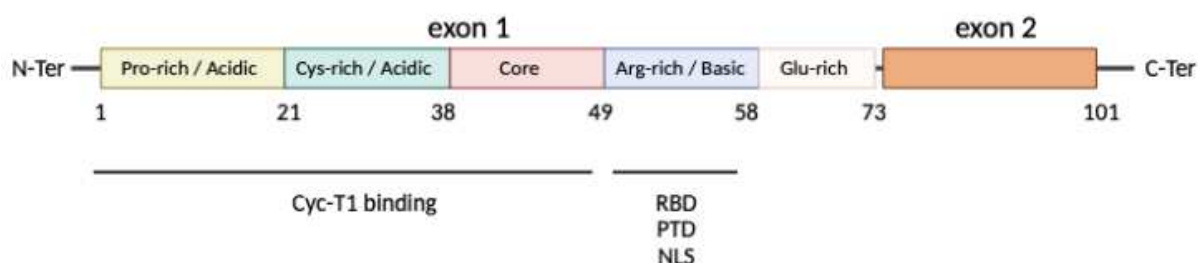 exon 1 exon 2
N-Ter Pro-rich / Acidic Cys-rich / Acidic Core Arg-rich / Basic Glu-rich C-Ter
1 21 38 49 58 73 101
Cyc-T1 binding RBD
PTD
NLS